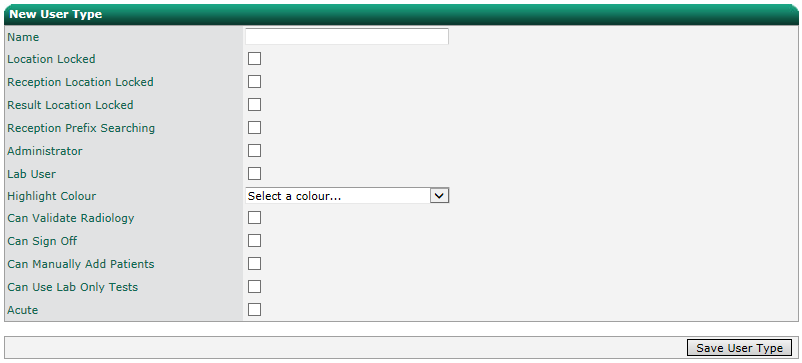 New User Type
Name
Location Locked
Reception Location Locked
Result Location Locked
Reception Prefix Searching
Administrator
Lab User
Highlight Colour Select a colour...
Can Validate Radiology
Can Sign Off
Can Manually Add Patients
Can Use Lab Only Tests
Acute
Save User Type